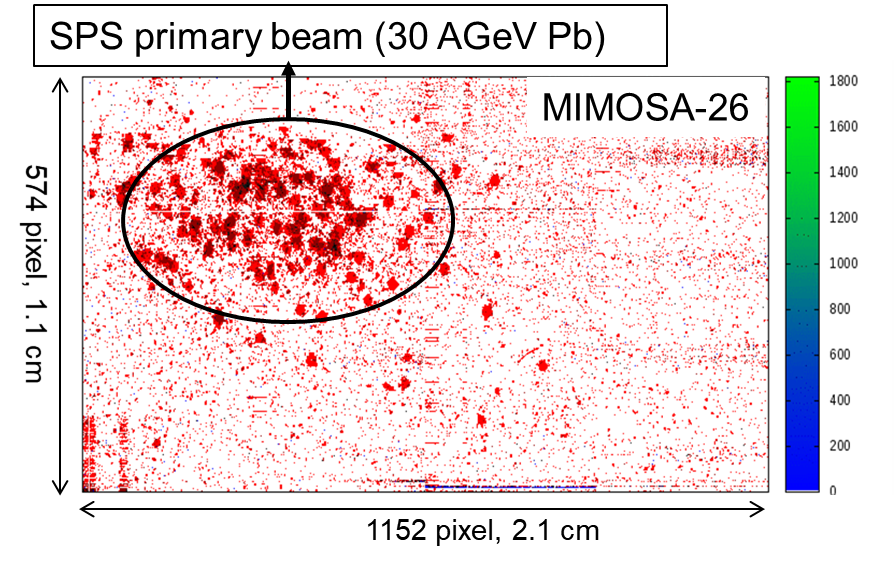 SPS primary beam (30 AGeV Pb)
MIMOSA-26
574 pixel, 1.1 cm
1152 pixel, 2.1 cm
1800
1600
1400
1200
1000
800
600
400
200
0